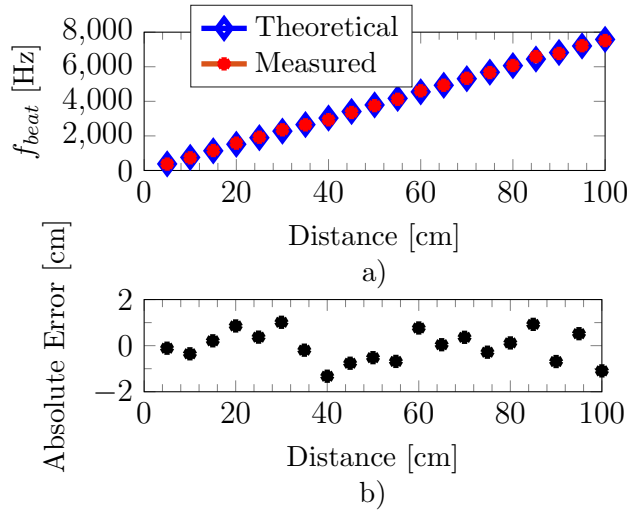 Theoretical
Measured
f_beat [Hz]
8,000
6,000
4,000
2,000
0
0 20 40 60 80 100
Distance [cm]
a)
Absolute Error [cm]
2
0
−2
0 20 40 60 80 100
Distance [cm]
b)